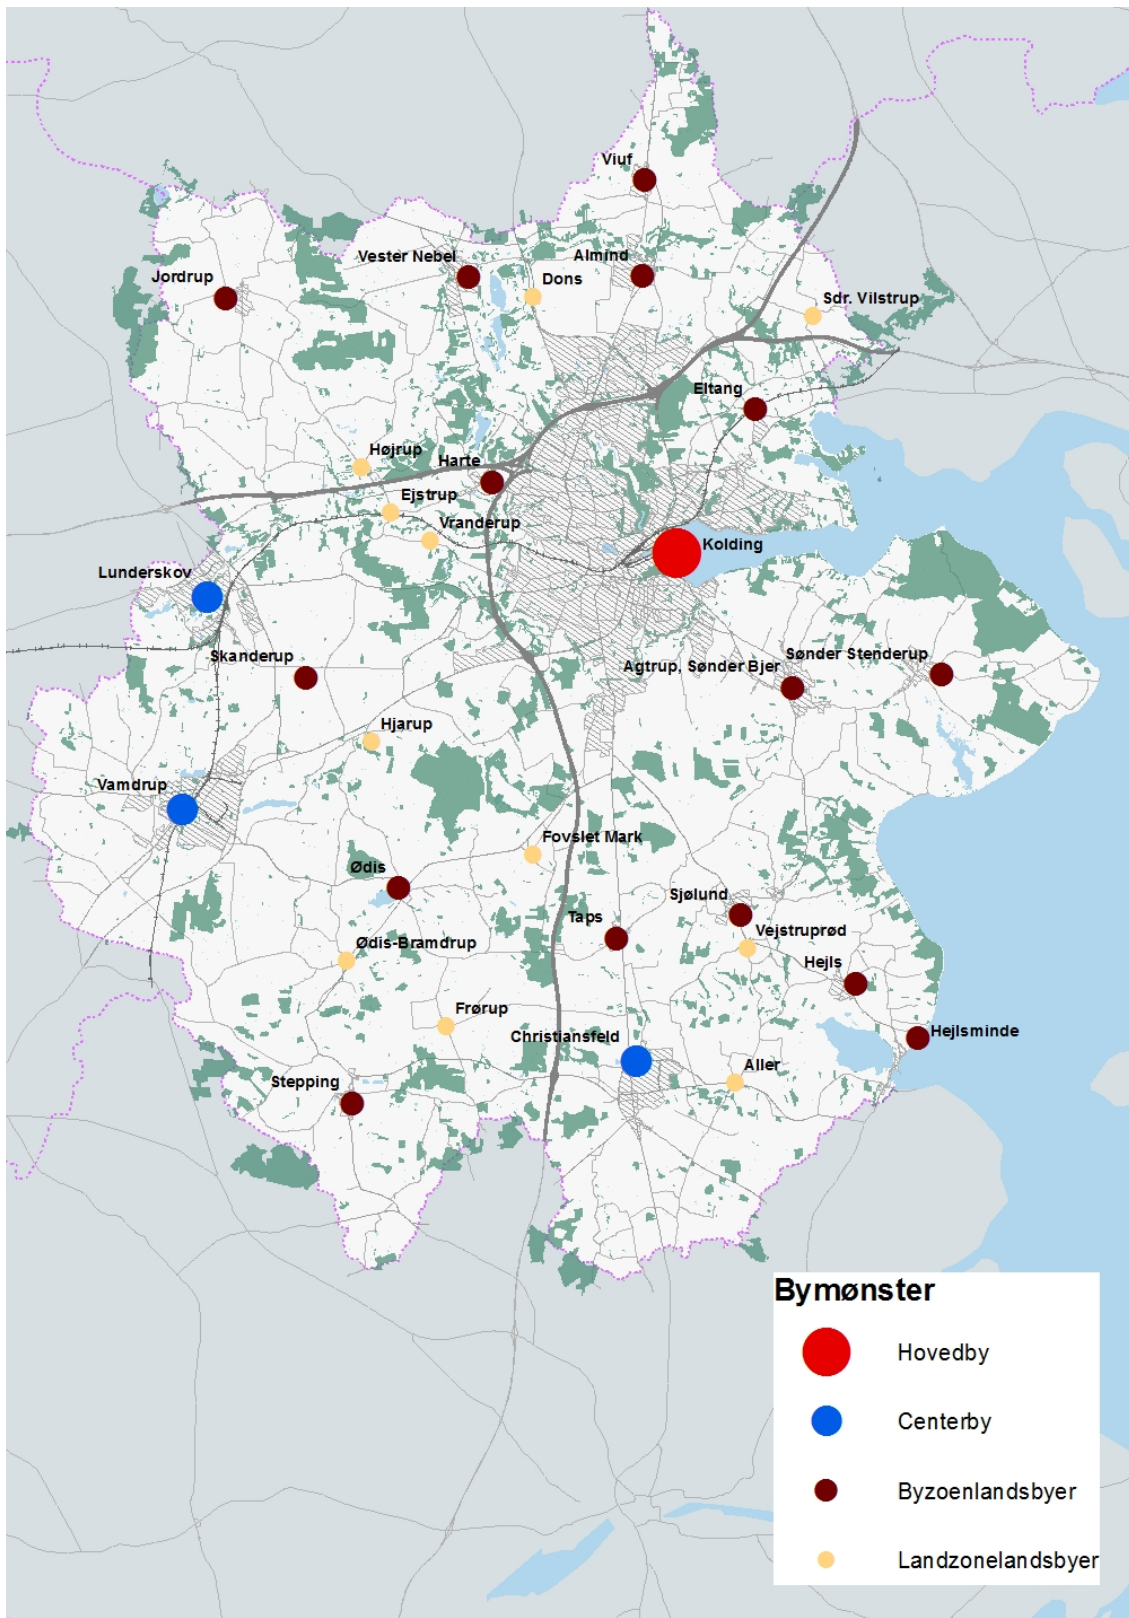 Viuf
Vester Nebel
Almind
Jordrup
Dons
Sdr. Vilstrup
Eltang
Højrup
Harte
Ejstrup
Vranderup
Kolding
Lunderskov
Skanderup
Agtrup, Sønder Bjer
Sønder Stenderup
Hjarup
Vamdrup
Fovslet Mark
Ødis
Sjølund
Taps
Vejstruprød
Ødis-Bramdrup
Hejls
Frørup
Christiansfeld
Hejlsminde
Aller
Stepping
Bymønster
Hovedby
Centerby
Byzoenlandsbyer
Landzonelandsbyer